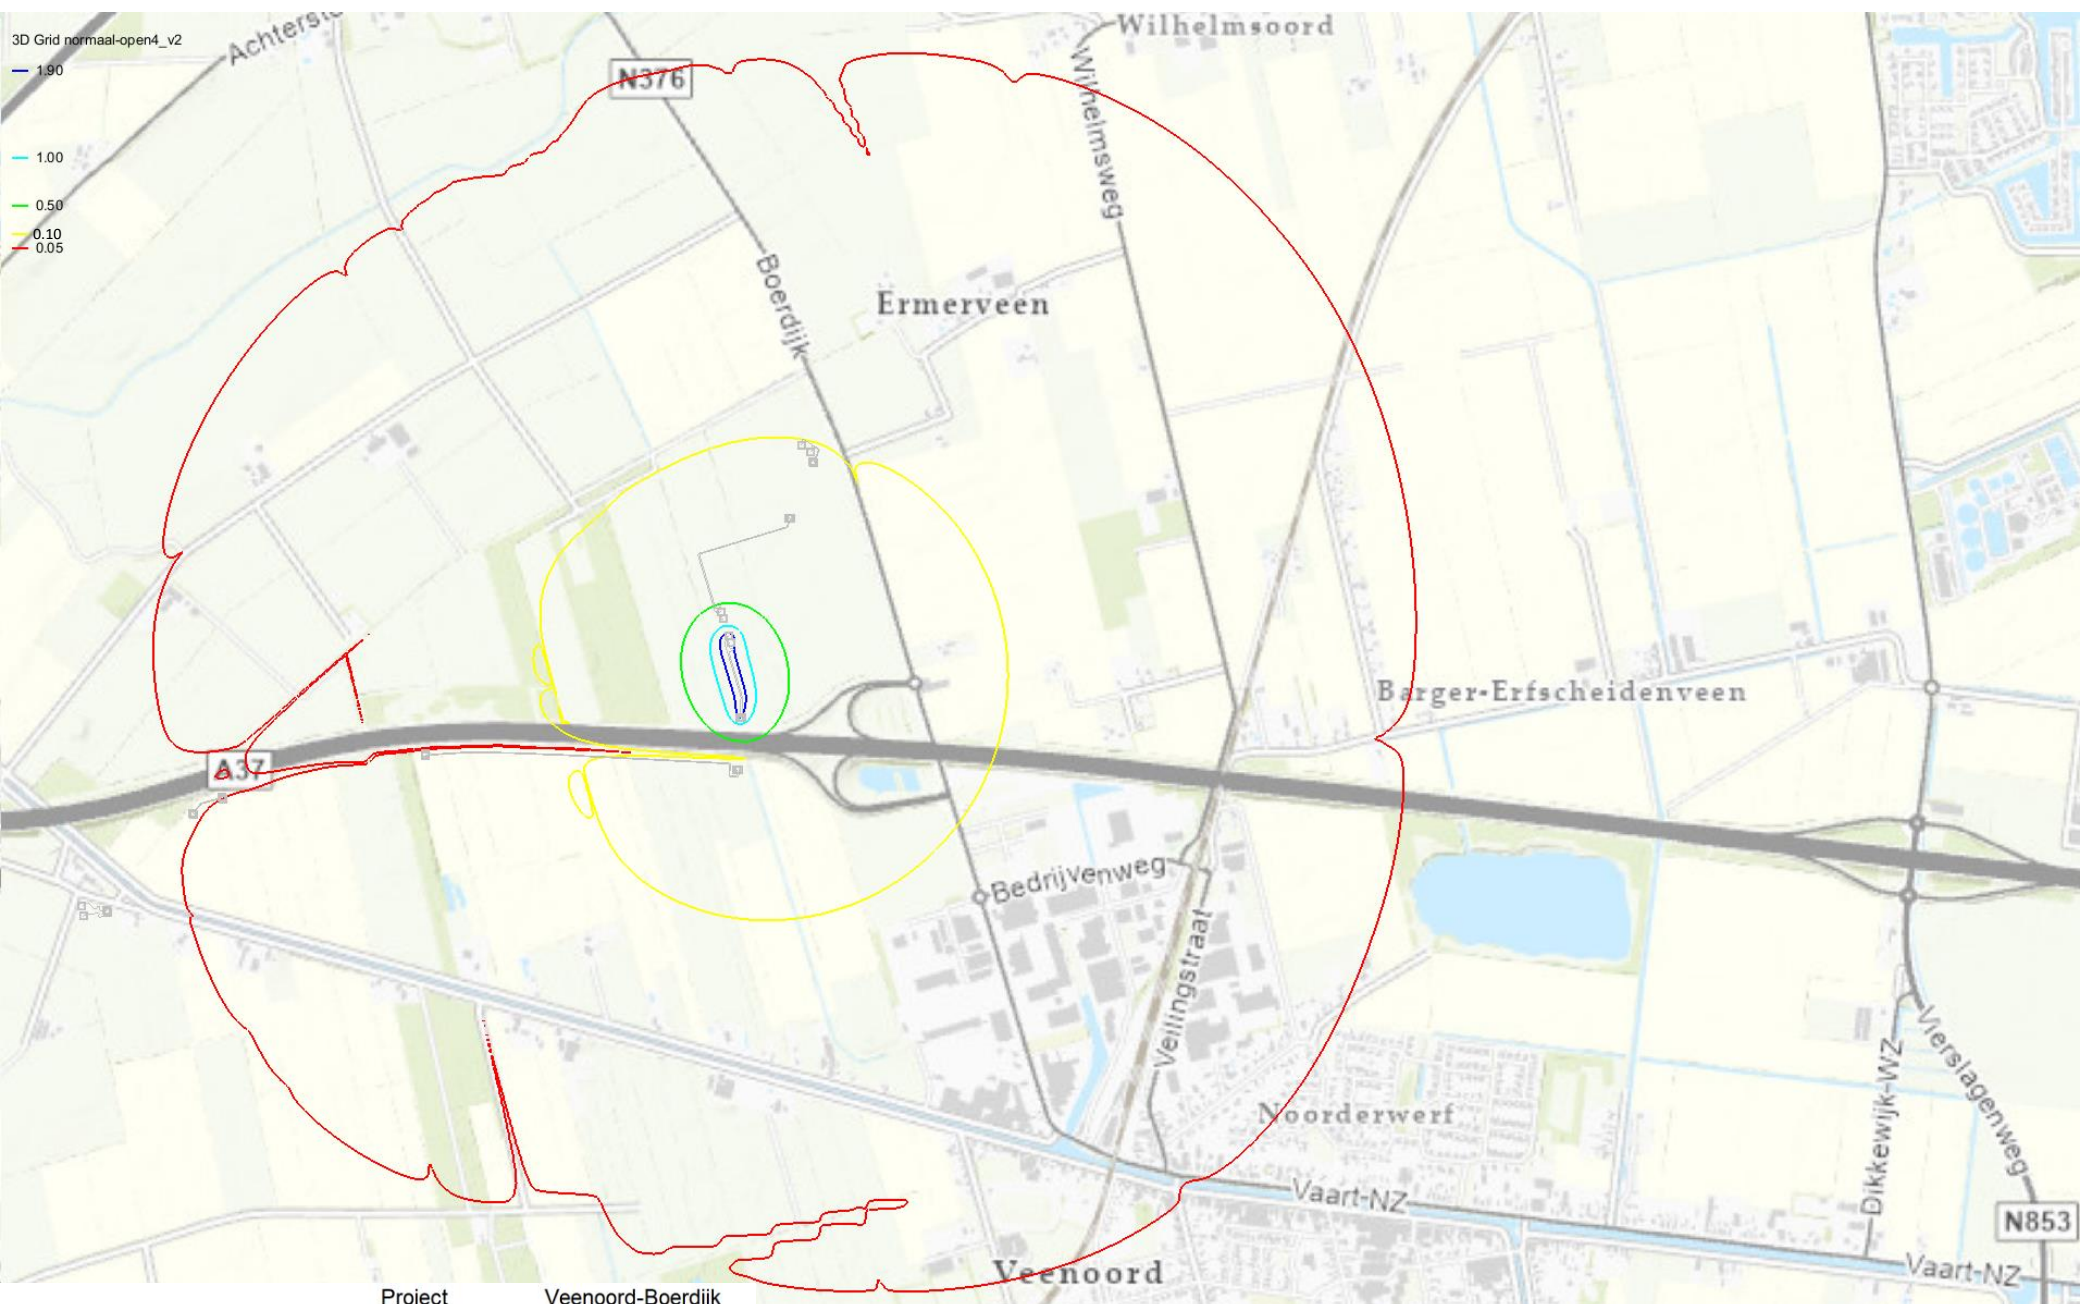 Wilhelmsoord
3D Grid normaal-open4_v2
1.90
1.00
0.50
0.10
0.05
N376
Wilhelmsweg
Boerdijk
Ermerveen
Barger-Erfscheidenveen
A37
Bedrijvenweg
Veilingstraat
Noorderwerf
Vierslagenweg
Dikkewijk-WZ
Vaart-NZ
N853
Vaart-NZ
Veenoord
Project Veenoord-Boerdijk